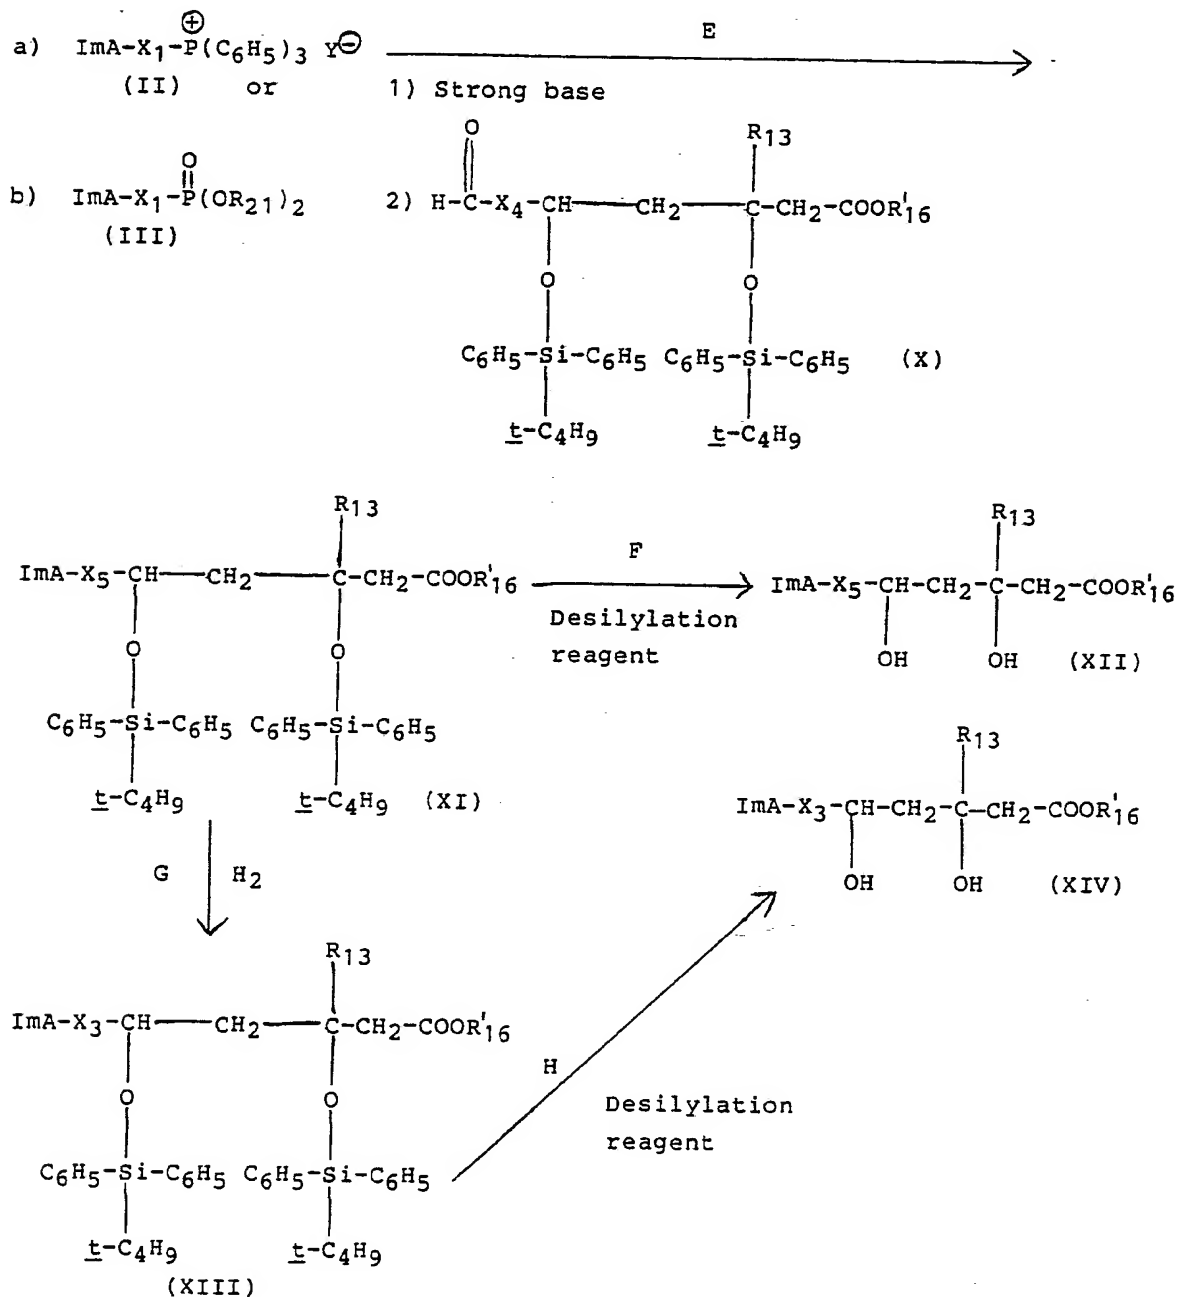 E
a) ImA-X1-P⊕(C6H5)3 Y⊖
(II) or 1) Strong base
O R13
b) ImA-X1-P(OR21)2 2) H-C-X4-CH-CH2-C-CH2-COOR'16
O
(III)
O O
C6H5-Si-C6H5 C6H5-Si-C6H5 (X)
t-C4H9 t-C4H9
R13 R13
ImA-X5-CH-CH2-C-CH2-COOR'16 F ImA-X5-CH-CH2-C-CH2-COOR'16
Desilylation
reagent
O O OH OH (XII)
C6H5-Si-C6H5 C6H5-Si-C6H5
R13
t-C4H9 t-C4H9 (XI)
ImA-X3-CH-CH2-C-CH2-COOR'16
G H2
OH OH (XIV)
R13
ImA-X3-CH-CH2-C-CH2-COOR'16
H
O O
Desilylation
reagent
C6H5-Si-C6H5 C6H5-Si-C6H5
t-C4H9 t-C4H9
(XIII)